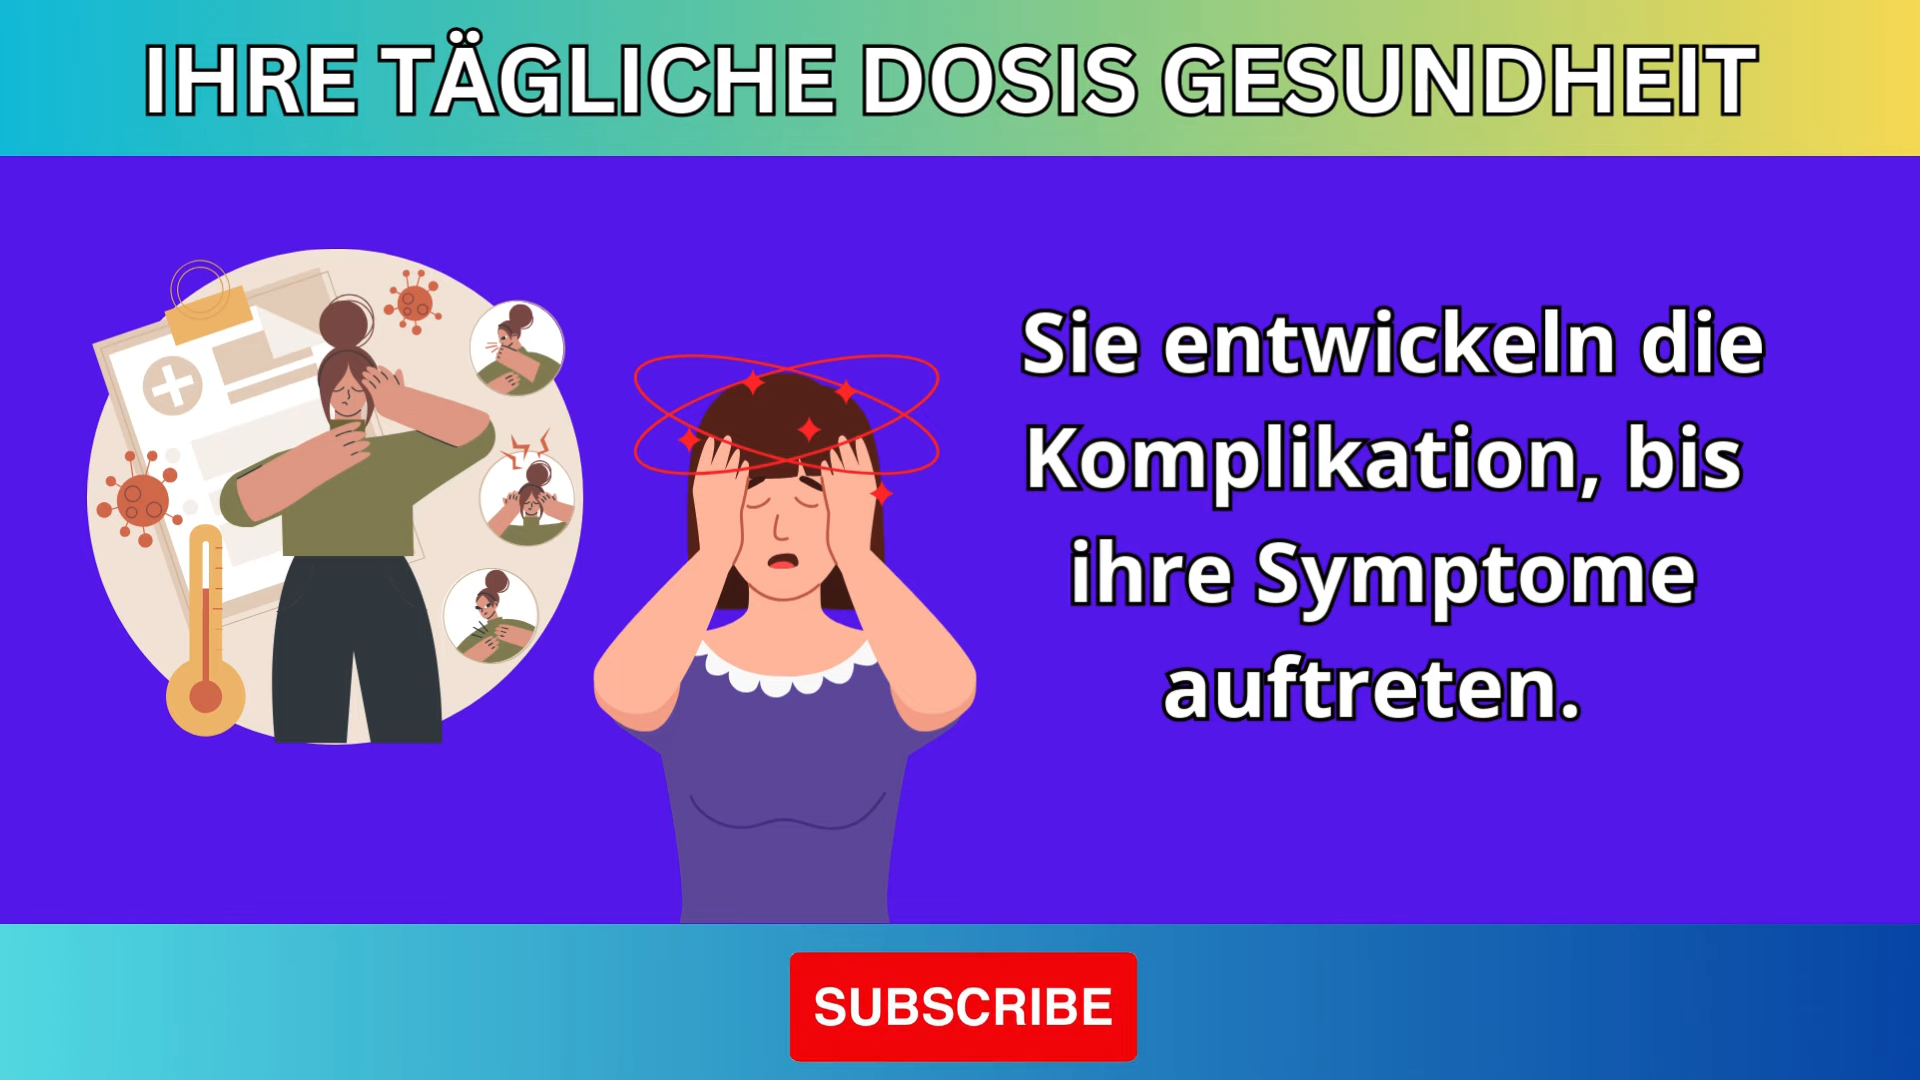 IHRE TÄGLICHE DOSIS GESUNDHEIT
Sie entwickeln die
Komplikation, bis
ihre Symptome
auftreten.
SUBSCRIBE